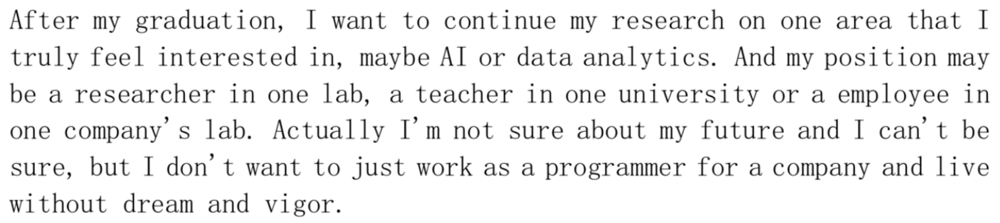 After my graduation, I want to continue my research on one area that I
truly feel interested in, maybe AI or data analytics. And my position may
be a researcher in one lab, a teacher in one university or a employee in
one company’s lab. Actually I’m not sure about my future and I can’t be
sure, but I don’t want to just work as a programmer for a company and live
without dream and vigor.